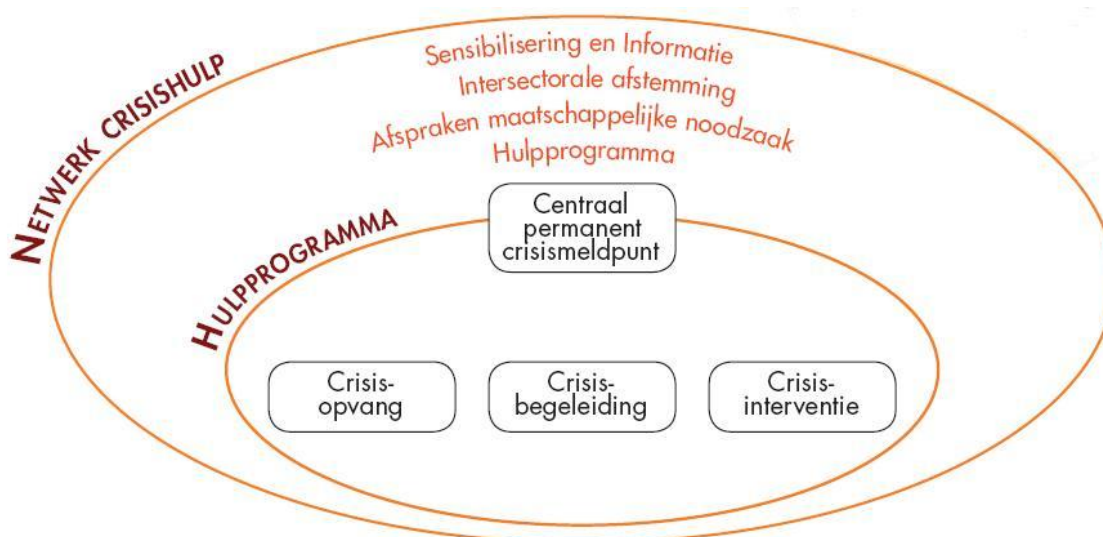 NETWERK CRISISHULP
Sensibilisering en Informatie
Intersectorale afstemming
Afspraken maatschappelijke noodzaak
Hulpprogramma
HULPPROGRAMMA
Centraal
permanent
crisismeldpunt
Crisis-
opvang
Crisis-
begeleiding
Crisis-
interventie